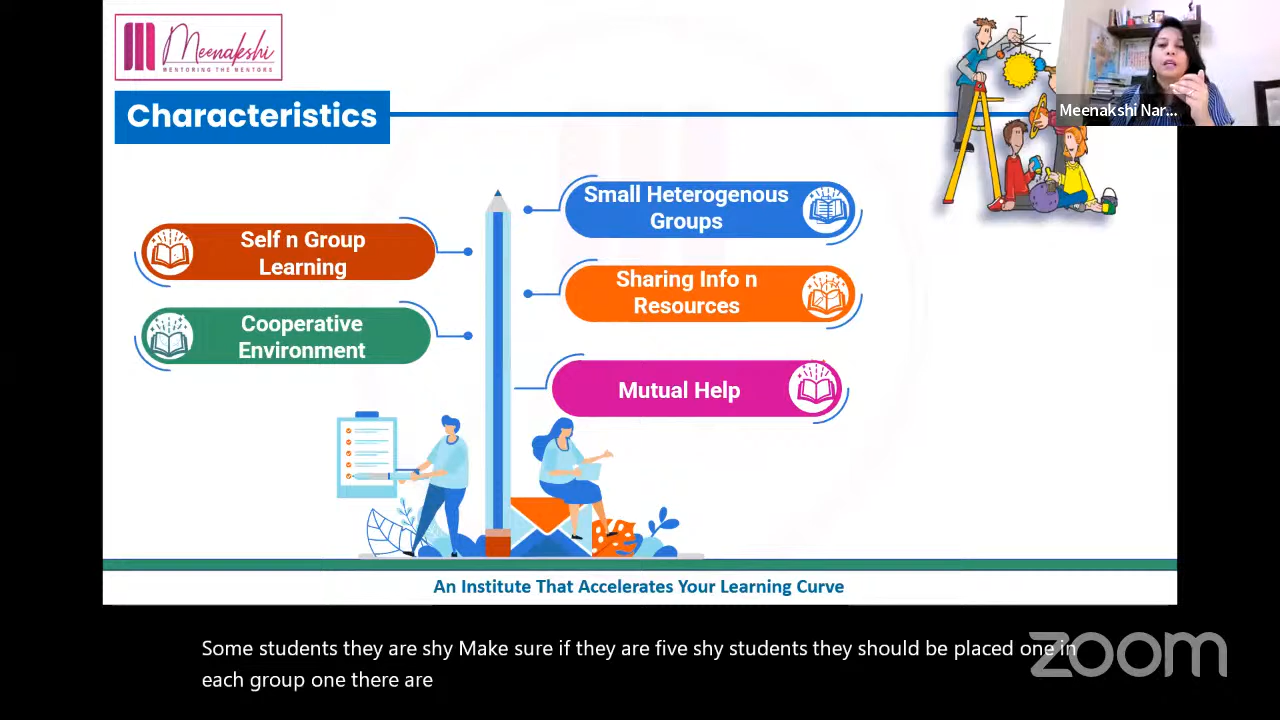 Meenakshi
MENTORING THE MENTORS
Characteristics
Meenakshi Nar...
Self n Group
Learning
Cooperative
Environment
Small Heterogenous
Groups
Sharing Info n
Resources
Mutual Help
An Institute That Accelerates Your Learning Curve
Some students they are shy Make sure if they are five shy students they should be placed one in
each group one there are
zoom